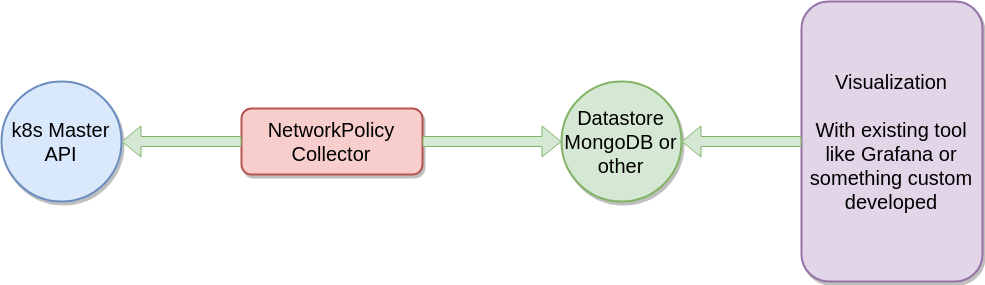 k8s Master
API
NetworkPolicy
Collector
Datastore
MongoDB or
other
Visualization
With existing tool
like Grafana or
something custom
developed